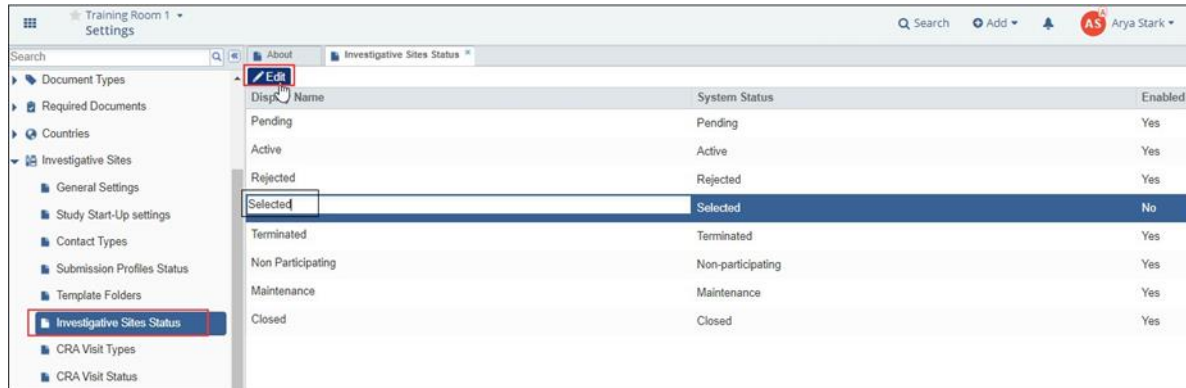 Training Room 1
Settings
Search
Add
AS
A
Arya Stark
Search
About
Investigative Sites Status
Edit
Document Types
Required Documents
Countries
Investigative Sites
General Settings
Study Start-Up settings
Contact Types
Submission Profiles Status
Template Folders
Investigative Sites Status
CRA Visit Types
CRA Visit Status
Display Name System Status Enabled
Pending Pending Yes
Active Active Yes
Rejected Rejected Yes
Selected Selected No
Terminated Terminated Yes
Non Participating Non-participating Yes
Maintenance Maintenance Yes
Closed Closed Yes